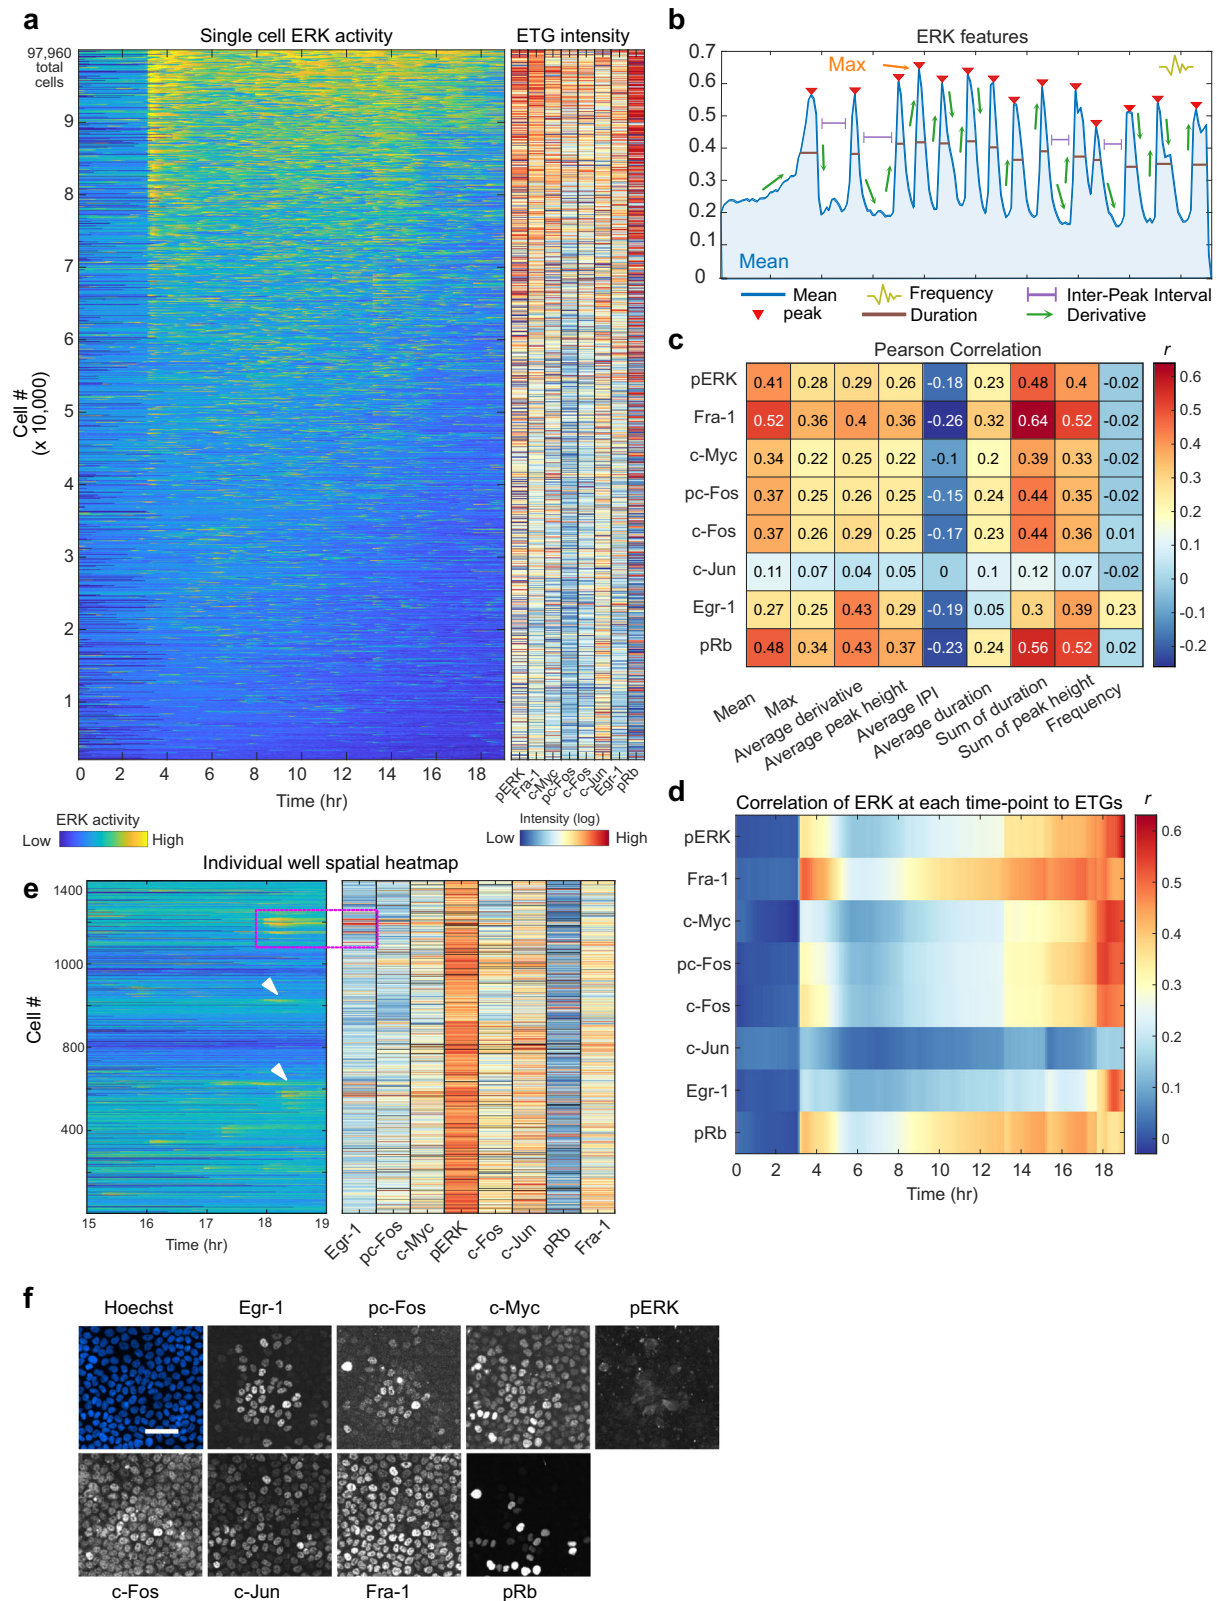 a
Single cell ERK activity
ETG intensity
97,960
total
cells
9
8
7
6
5
4
3
2
1
Cell #
(x 10,000)
0 2 4 6 8 10 12 14 16 18
Time (hr)
pERK
Fra-1
c-Myc
pc-Fos
c-Fos
c-Jun
Egr-1
pRb
ERK activity
Low High
Intensity (log)
Low High
b
ERK features
0.7
0.6
0.5
0.4
0.3
0.2
0.1
0
Max
Mean
Mean Frequency Inter-Peak Interval
peak Duration Derivative
c
Pearson Correlation
r
pERK 0.41 0.28 0.29 0.26 -0.18 0.23 0.48 0.4 -0.02
Fra-1 0.52 0.36 0.4 0.36 -0.26 0.32 0.64 0.52 -0.02
c-Myc 0.34 0.22 0.25 0.22 -0.1 0.2 0.39 0.33 -0.02
pc-Fos 0.37 0.25 0.26 0.25 -0.15 0.24 0.44 0.35 -0.02
c-Fos 0.37 0.26 0.29 0.25 -0.17 0.23 0.44 0.36 0.01
c-Jun 0.11 0.07 0.04 0.05 0 0.1 0.12 0.07 -0.02
Egr-1 0.27 0.25 0.43 0.29 -0.19 0.05 0.3 0.39 0.23
pRb 0.48 0.34 0.43 0.37 -0.23 0.24 0.56 0.52 0.02
Mean
Max
Average derivative
Average peak height
Average IPI
Average duration
Sum of duration
Sum of peak height
Frequency
0.6
0.5
0.4
0.3
0.2
0.1
0
-0.1
-0.2
d
Correlation of ERK at each time-point to ETGs
r
pERK
Fra-1
c-Myc
pc-Fos
c-Fos
c-Jun
Egr-1
pRb
0 2 4 6 8 10 12 14 16 18
Time (hr)
0.6
0.5
0.4
0.3
0.2
0.1
0
e
Individual well spatial heatmap
1400
1000
800
400
Cell #
15 16 17 18 19
Time (hr)
Egr-1
pc-Fos
c-Myc
pERK
c-Fos
c-Jun
pRb
Fra-1
f
Hoechst Egr-1 pc-Fos c-Myc pERK
c-Fos c-Jun Fra-1 pRb